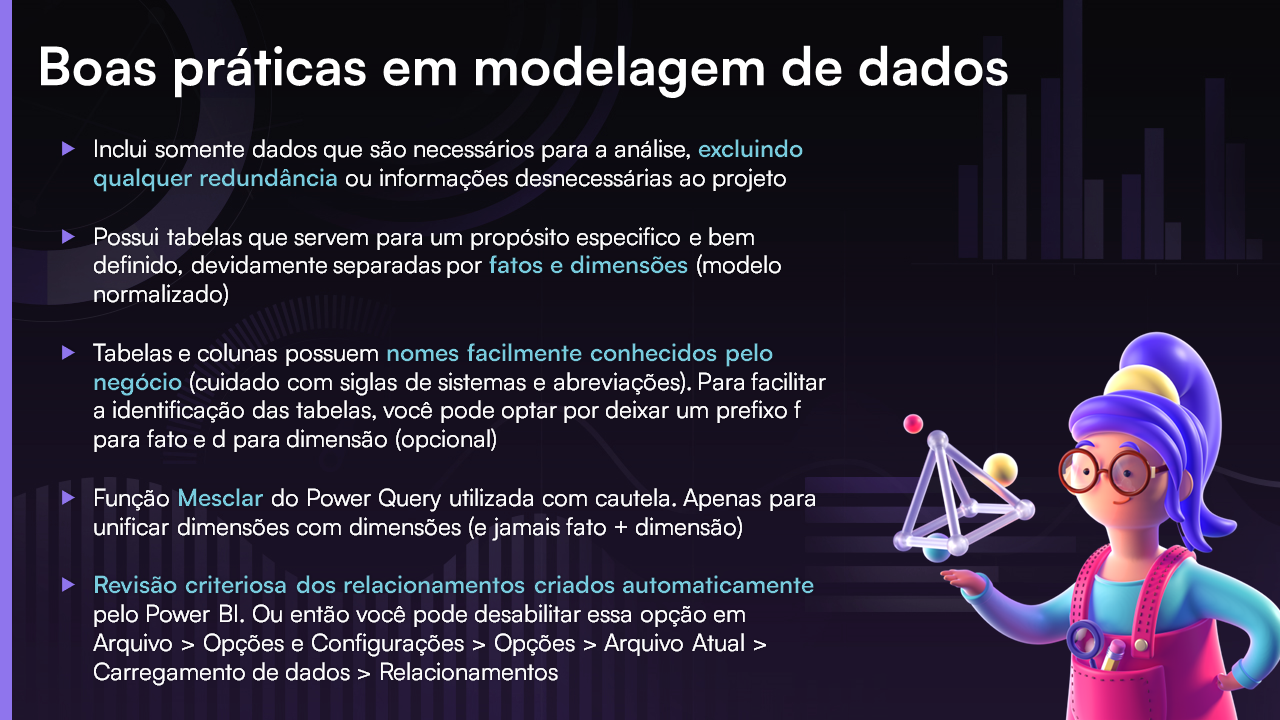 Boas práticas em modelagem de dados
Inclui somente dados que são necessários para a análise, excluindo
qualquer redundância ou informações desnecessárias ao projeto
Possui tabelas que servem para um propósito especifico e bem
definido, devidamente separadas por fatos e dimensões (modelo
normalizado)
Tabelas e colunas possuem nomes facilmente conhecidos pelo
negócio (cuidado com siglas de sistemas e abreviações). Para facilitar
a identificação das tabelas, você pode optar por deixar um prefixo f
para fato e d para dimensão (opcional)
Função Mesclar do Power Query utilizada com cautela. Apenas para
unificar dimensões com dimensões (e jamais fato + dimensão)
Revisão criteriosa dos relacionamentos criados automaticamente
pelo Power BI. Ou então você pode desabilitar essa opção em
Arquivo > Opções e Configurações > Opções > Arquivo Atual >
Carregamento de dados > Relacionamentos